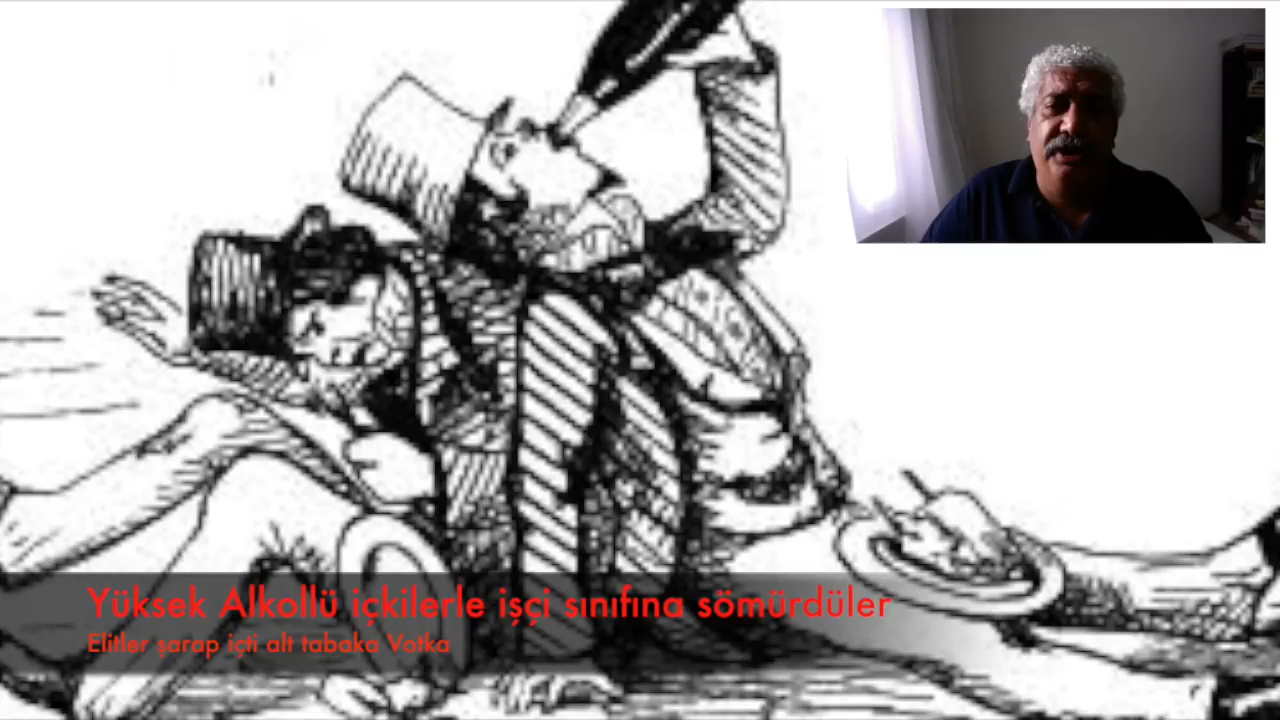 Yüksek Alkollü içkilerle işçi sınıfına sömürdüler
Elitler şarap içti alt tabaka Votka